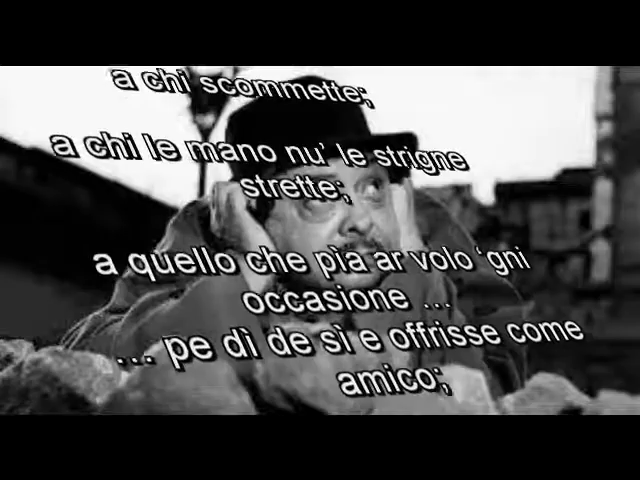 a chi scommette;
a chi le mano nu' le strigne
strette;
a quello che pìa ar volo 'gni
occasione ...
... pe dì de sì e offrisse come
amico;